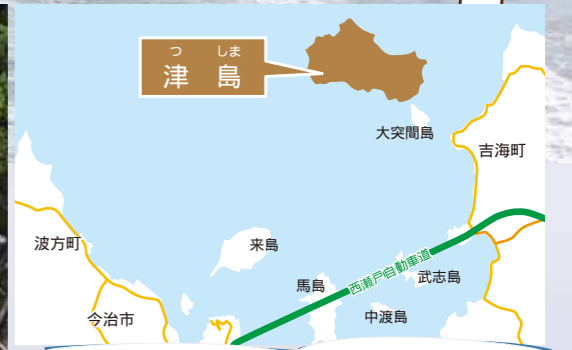 つ しま
津 島
大突間島
吉海町
波方町
来島
西瀬戸自動車道
武志島
馬島
中渡島
今治市